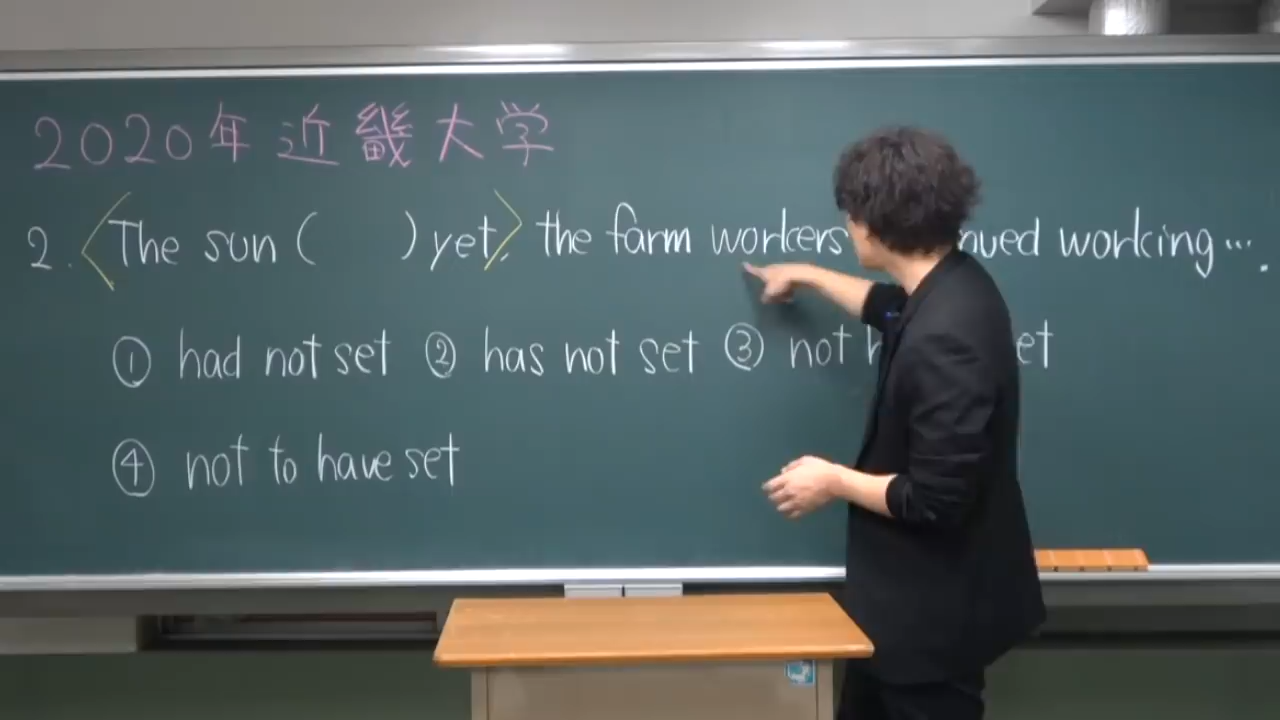 2020年近畿大学
2. The sun ( ) yet, the farm workers nued working….
① had not set ② has not set ③ not h et
④ not to have set